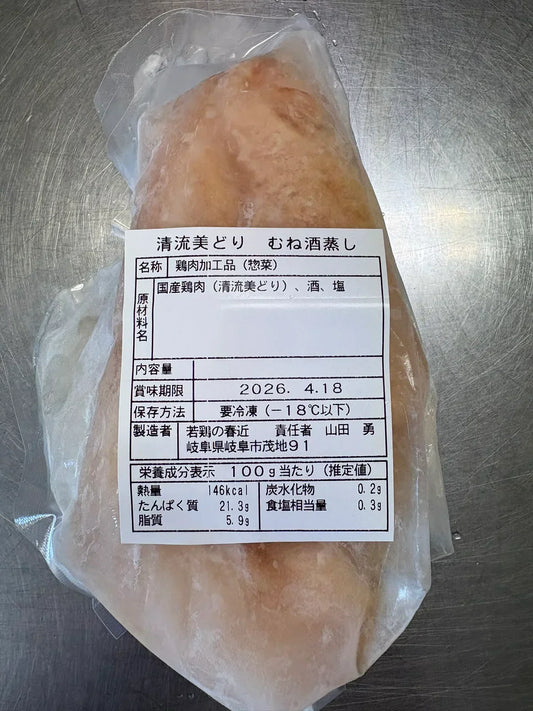 清流美どり むね酒蒸し
名称 鶏肉加工品（惣菜）
原材料名 国産鶏肉（清流美どり）、酒、塩
内容量
賞味期限 2026. 4.18
保存方法 要冷凍（－18℃以下）
製造者 若鶏の春近 責任者 山田 勇
岐阜県岐阜市茂地91
栄養成分表示 100g当たり（推定値）
熱量 146kcal 炭水化物 0.2g
たんぱく質 21.3g 食塩相当量 0.3g
脂質 5.9g